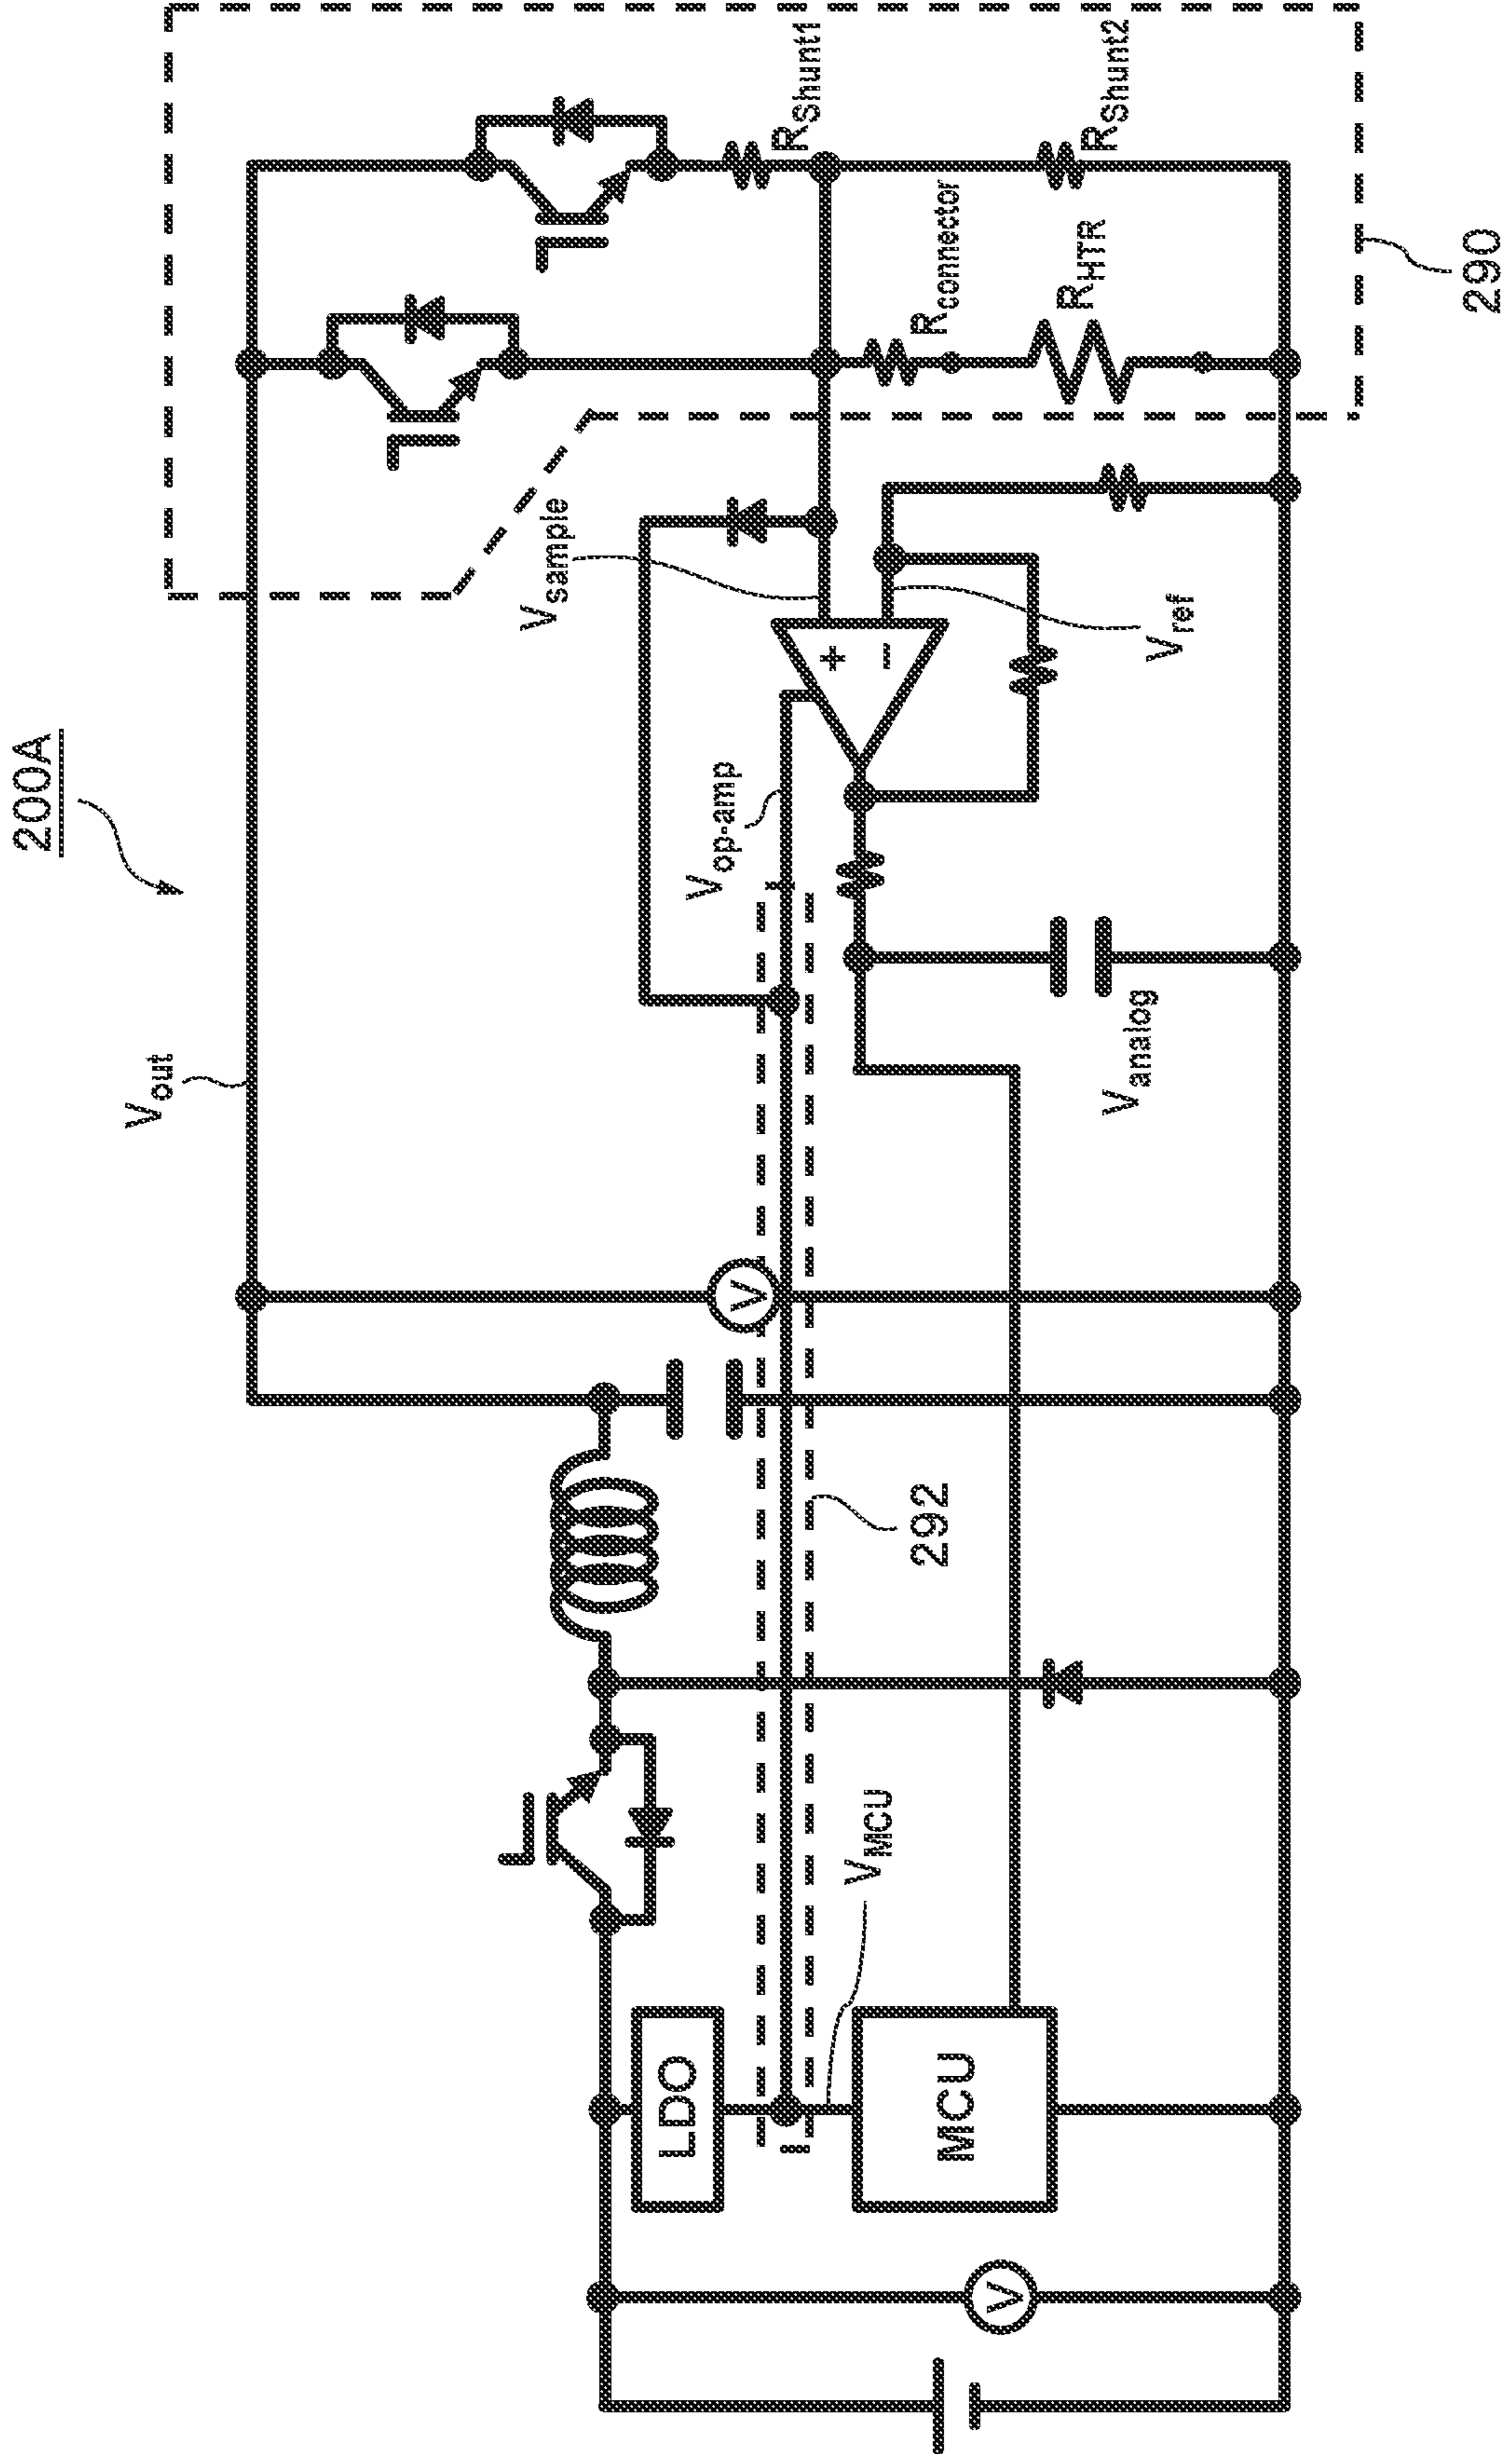 200A
Vout
RShunt1
RShunt2
Rconnector
RHTR
290
Vsample
Vref
+
−
Vop-amp
Vanalog
V
292
VMCU
LDO
MCU
V